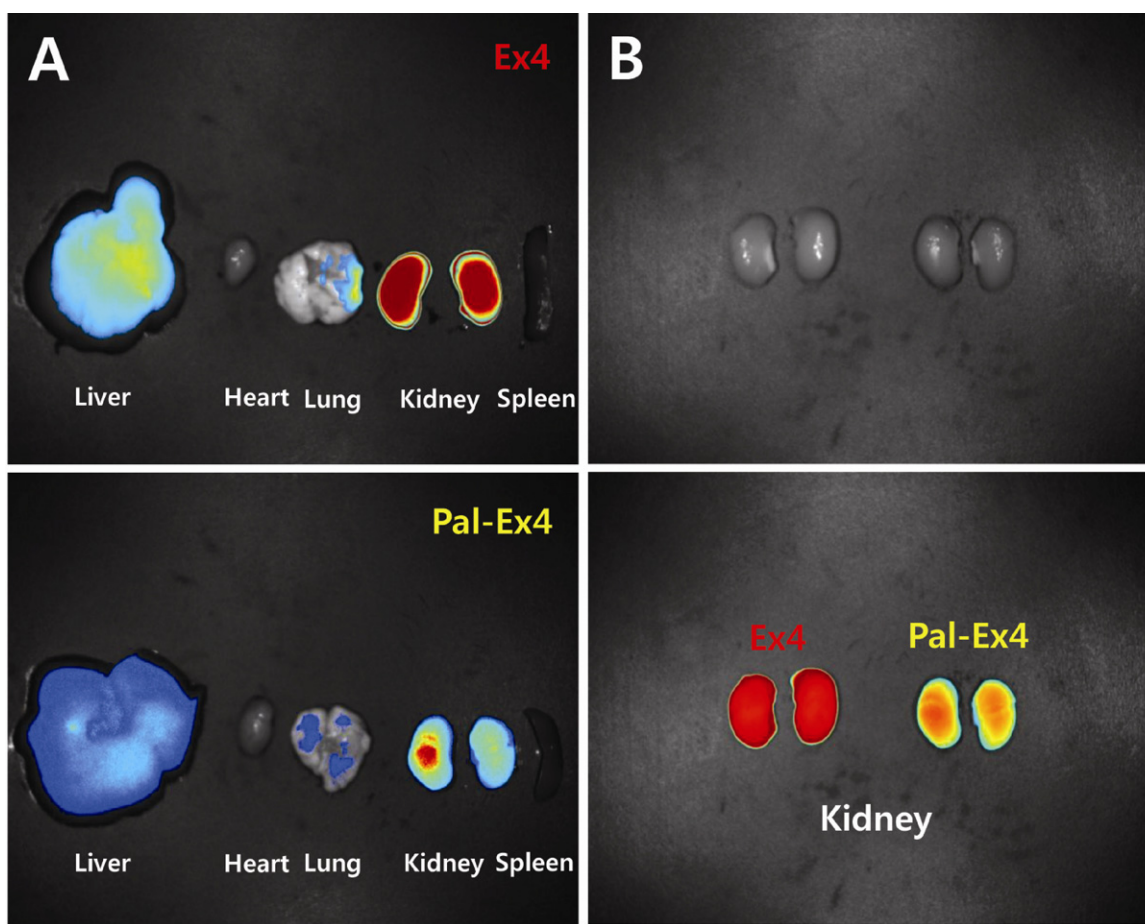 A
Ex4
Liver
Heart
Lung
Kidney
Spleen
B
Pal-Ex4
Liver
Heart
Lung
Kidney
Spleen
Ex4
Pal-Ex4
Kidney